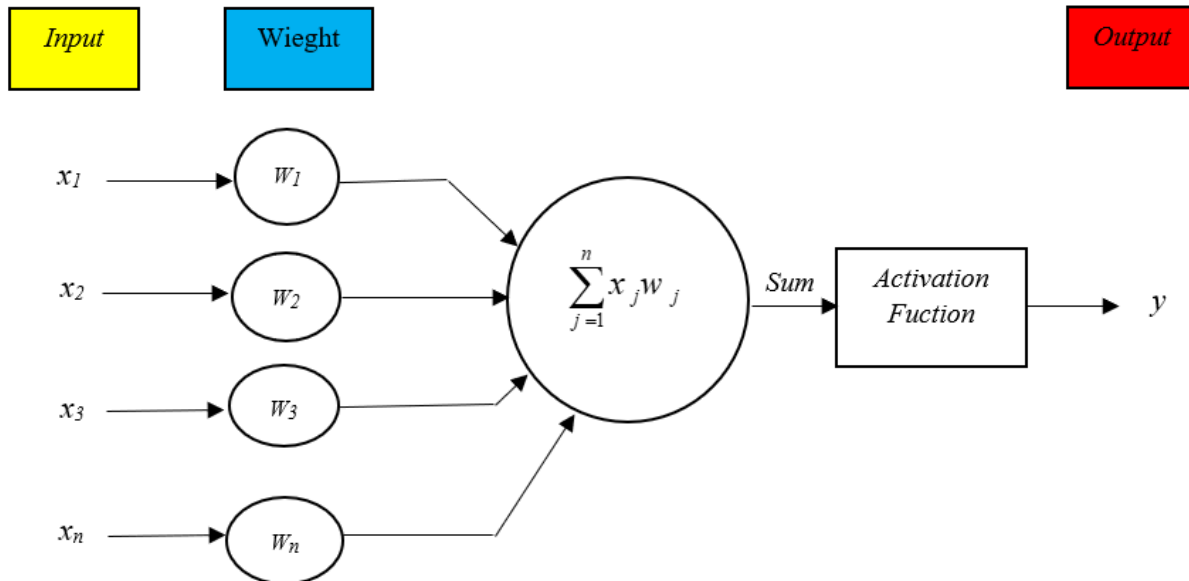 Input
Wieght
Output
x1
W1
x2
W2
x3
W3
xn
Wn
n
∑ x j w j
j =1
Sum
Activation
Fuction
y